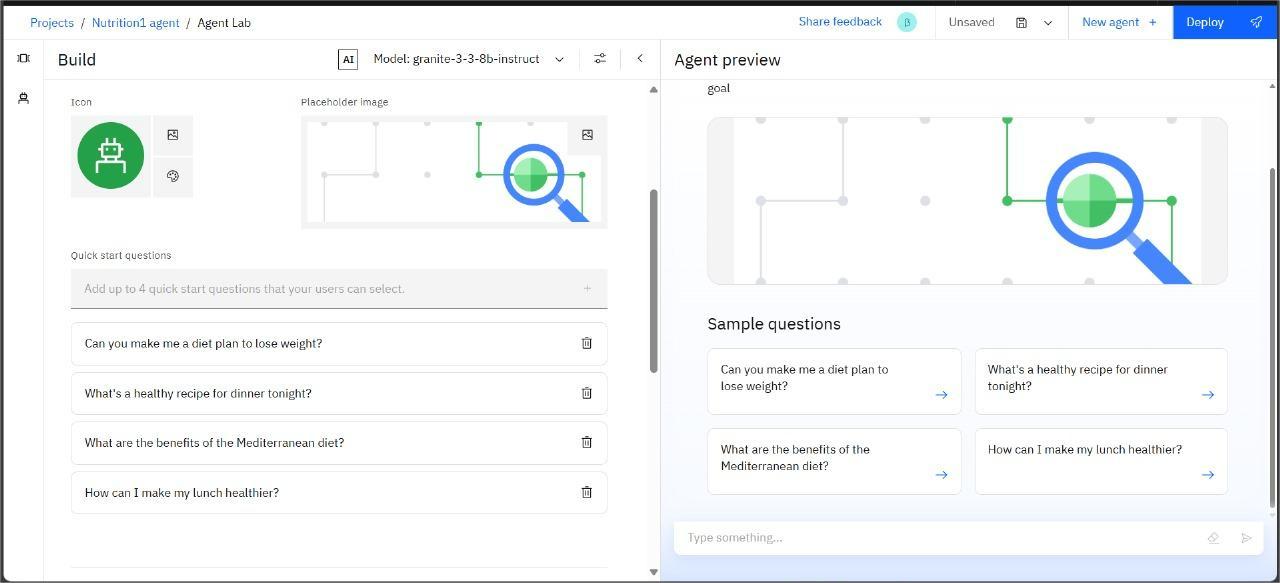 Projects / Nutrition1 agent / Agent Lab
Share feedback β Unsaved New agent + Deploy
Build
AI Model: granite-3-3-8b-instruct
Icon
Placeholder image
Quick start questions
Add up to 4 quick start questions that your users can select. +
Can you make me a diet plan to lose weight?
What's a healthy recipe for dinner tonight?
What are the benefits of the Mediterranean diet?
How can I make my lunch healthier?
Agent preview
goal
Sample questions
Can you make me a diet plan to
lose weight?
What's a healthy recipe for dinner
tonight?
What are the benefits of the
Mediterranean diet?
How can I make my lunch healthier?
Type something...